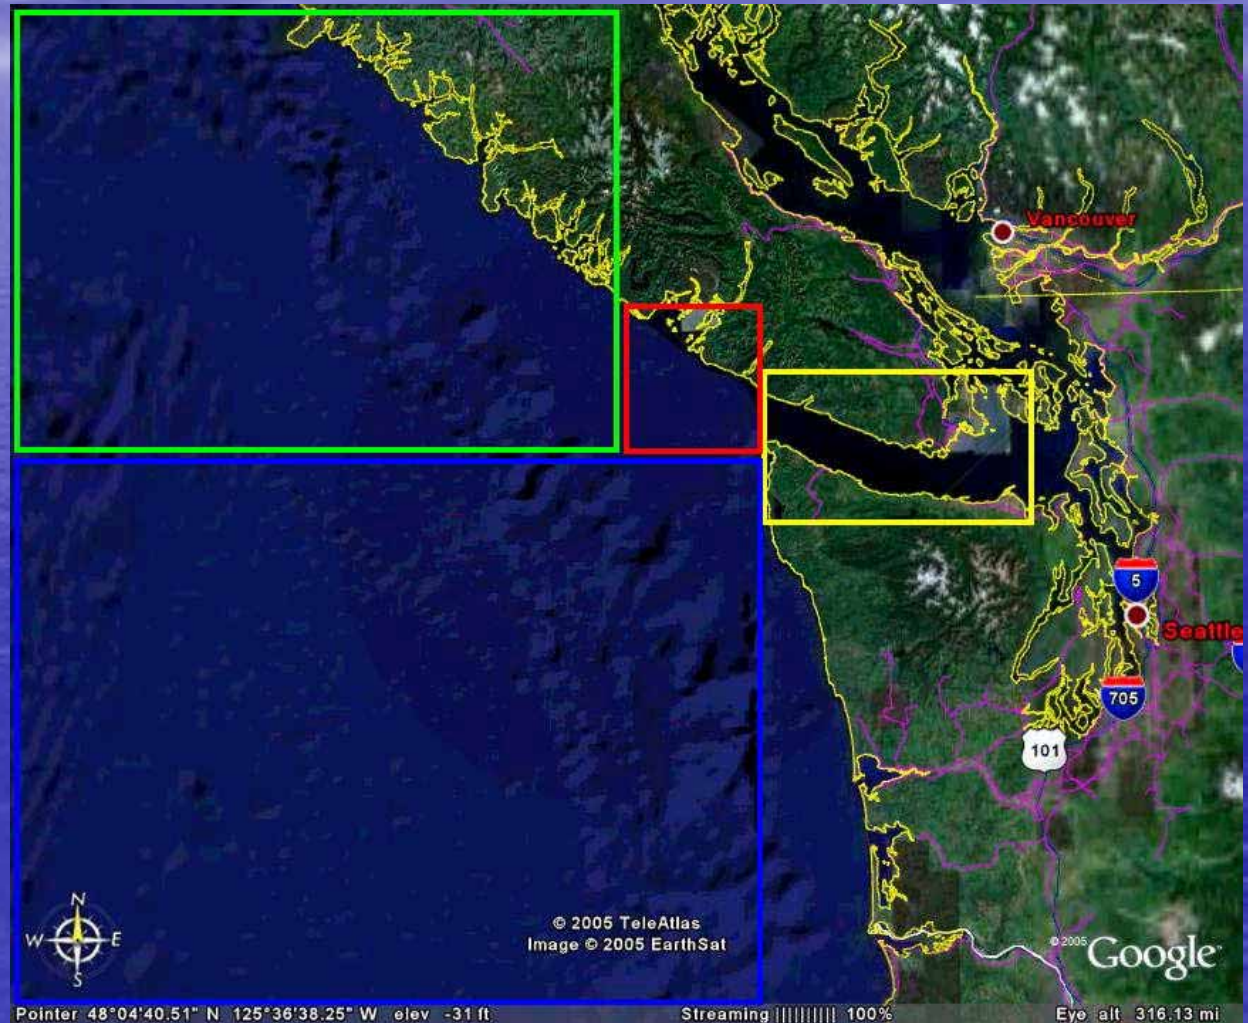 Vancouver
5
Seattle
705
101
N
W E
S
© 2005 TeleAtlas
Image © 2005 EarthSat
© 2005 Google
Pointer 48°04'40.51" N 125°36'38.25" W elev -31 ft Streaming |||||||||| 100% Eye alt 316.13 mi